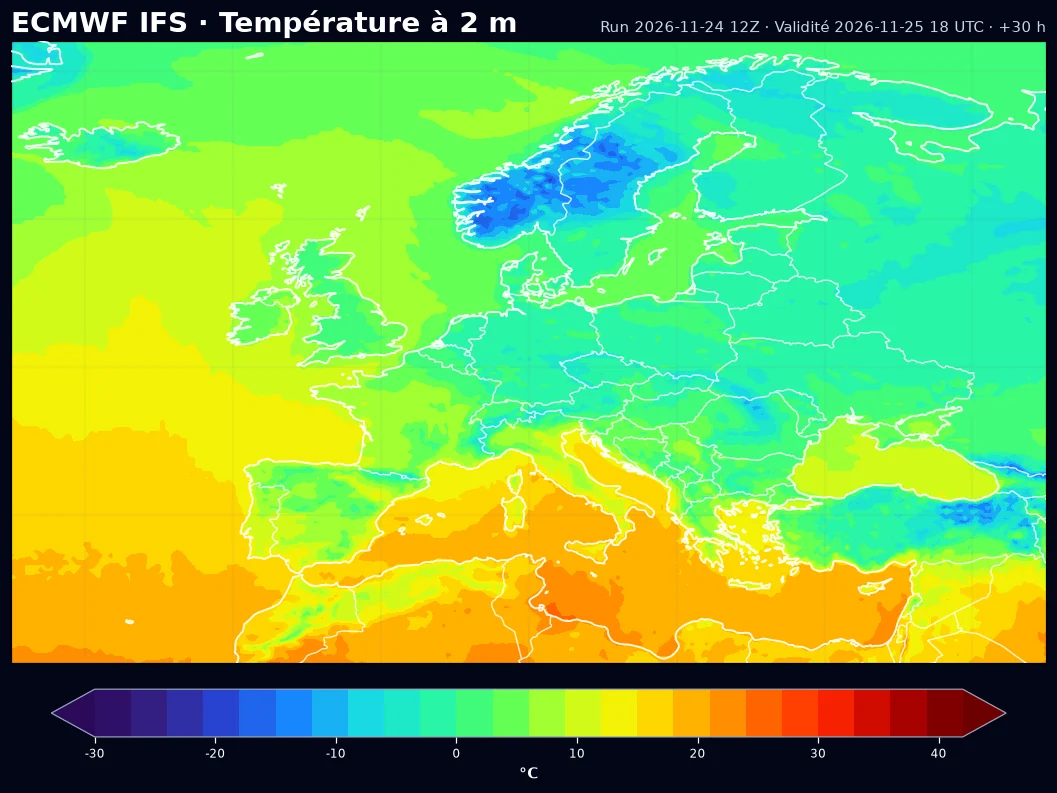 ECMWF IFS · Température à 2 m
Run 2026-11-24 12Z · Validité 2026-11-25 18 UTC · +30 h
-30 -20 -10 0 10 20 30 40
°C